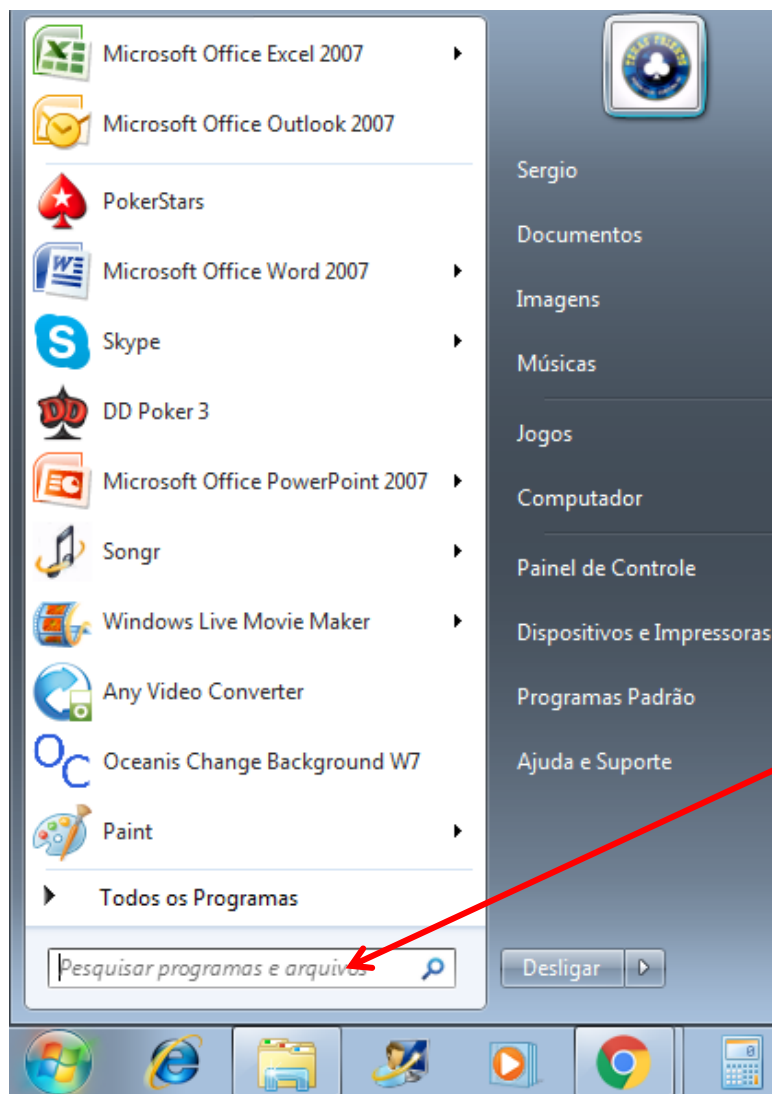 Microsoft Office Excel 2007
Microsoft Office Outlook 2007
PokerStars
Microsoft Office Word 2007
Skype
DD Poker 3
Microsoft Office PowerPoint 2007
Songr
Windows Live Movie Maker
Any Video Converter
Oceanis Change Background W7
Paint
Todos os Programas
Pesquisar programas e arquivos
Sergio
Documentos
Imagens
Músicas
Jogos
Computador
Painel de Controle
Dispositivos e Impressoras
Programas Padrão
Ajuda e Suporte
Desligar